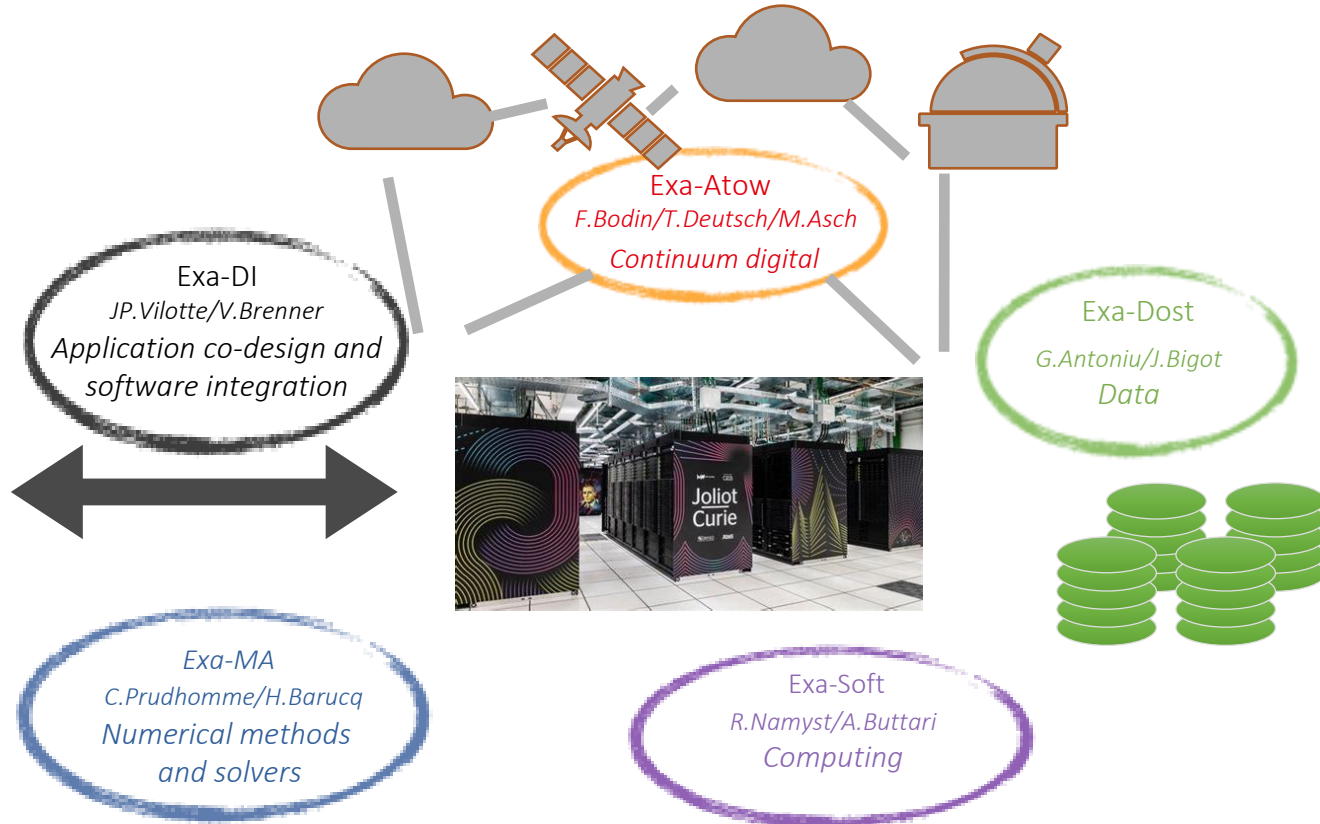 Exa-Atow
F.Bodin/T.Deutsch/M.Asch
Continuum digital
Exa-DI
JP.Vilotte/V.Brenner
Application co-design and
software integration
Exa-Dost
G.Antoniu/J.Bigot
Data
Joliot
Curie
Exa-MA
C.Prudhomme/H.Barucq
Numerical methods
and solvers
Exa-Soft
R.Namyst/A.Buttari
Computing